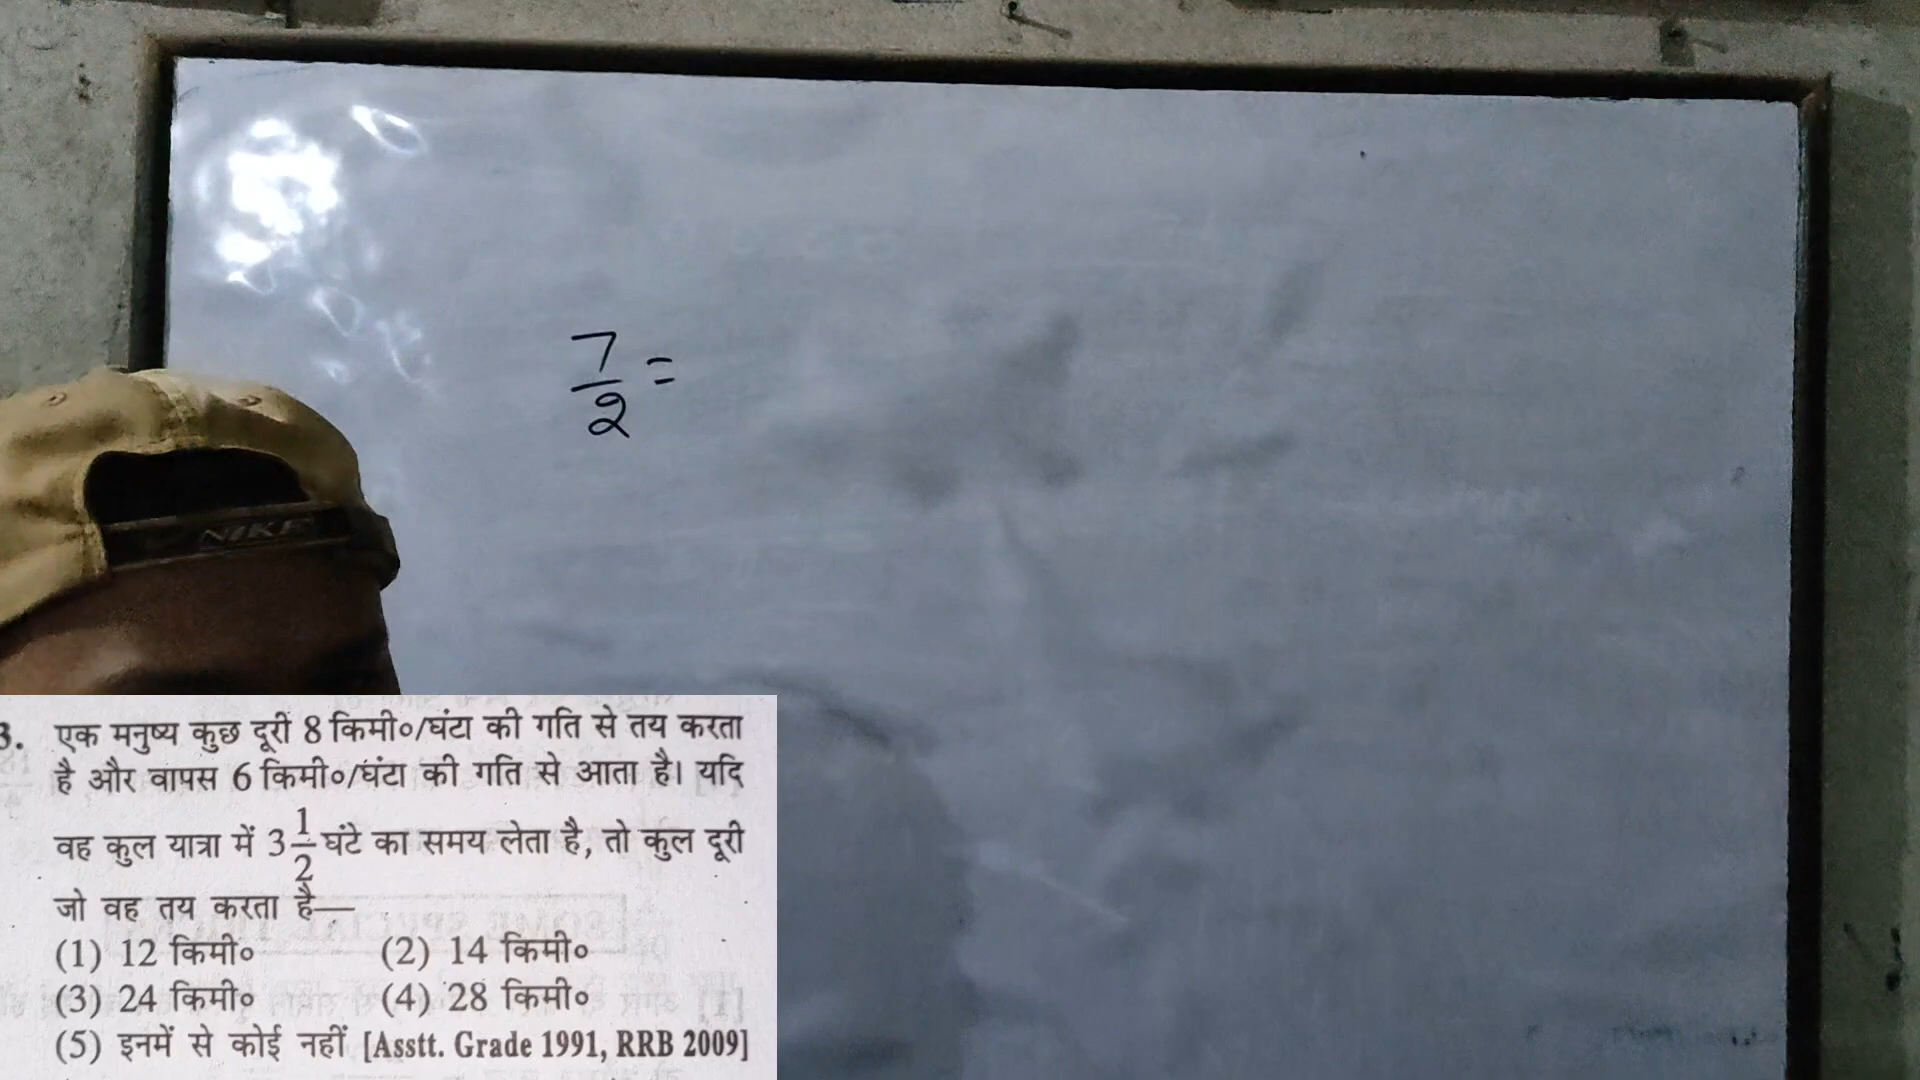 7/2 =
NIKE
3. एक मनुष्य कुछ दूरी 8 किमी०/घंटा की गति से तय करता
है और वापस 6 किमी०/घंटा की गति से आता है। यदि
वह कुल यात्रा में 3 1/2 घंटे का समय लेता है, तो कुल दूरी
जो वह तय करता है—
(1) 12 किमी० (2) 14 किमी०
(3) 24 किमी० (4) 28 किमी०
(5) इनमें से कोई नहीं [Asstt. Grade 1991, RRB 2009]